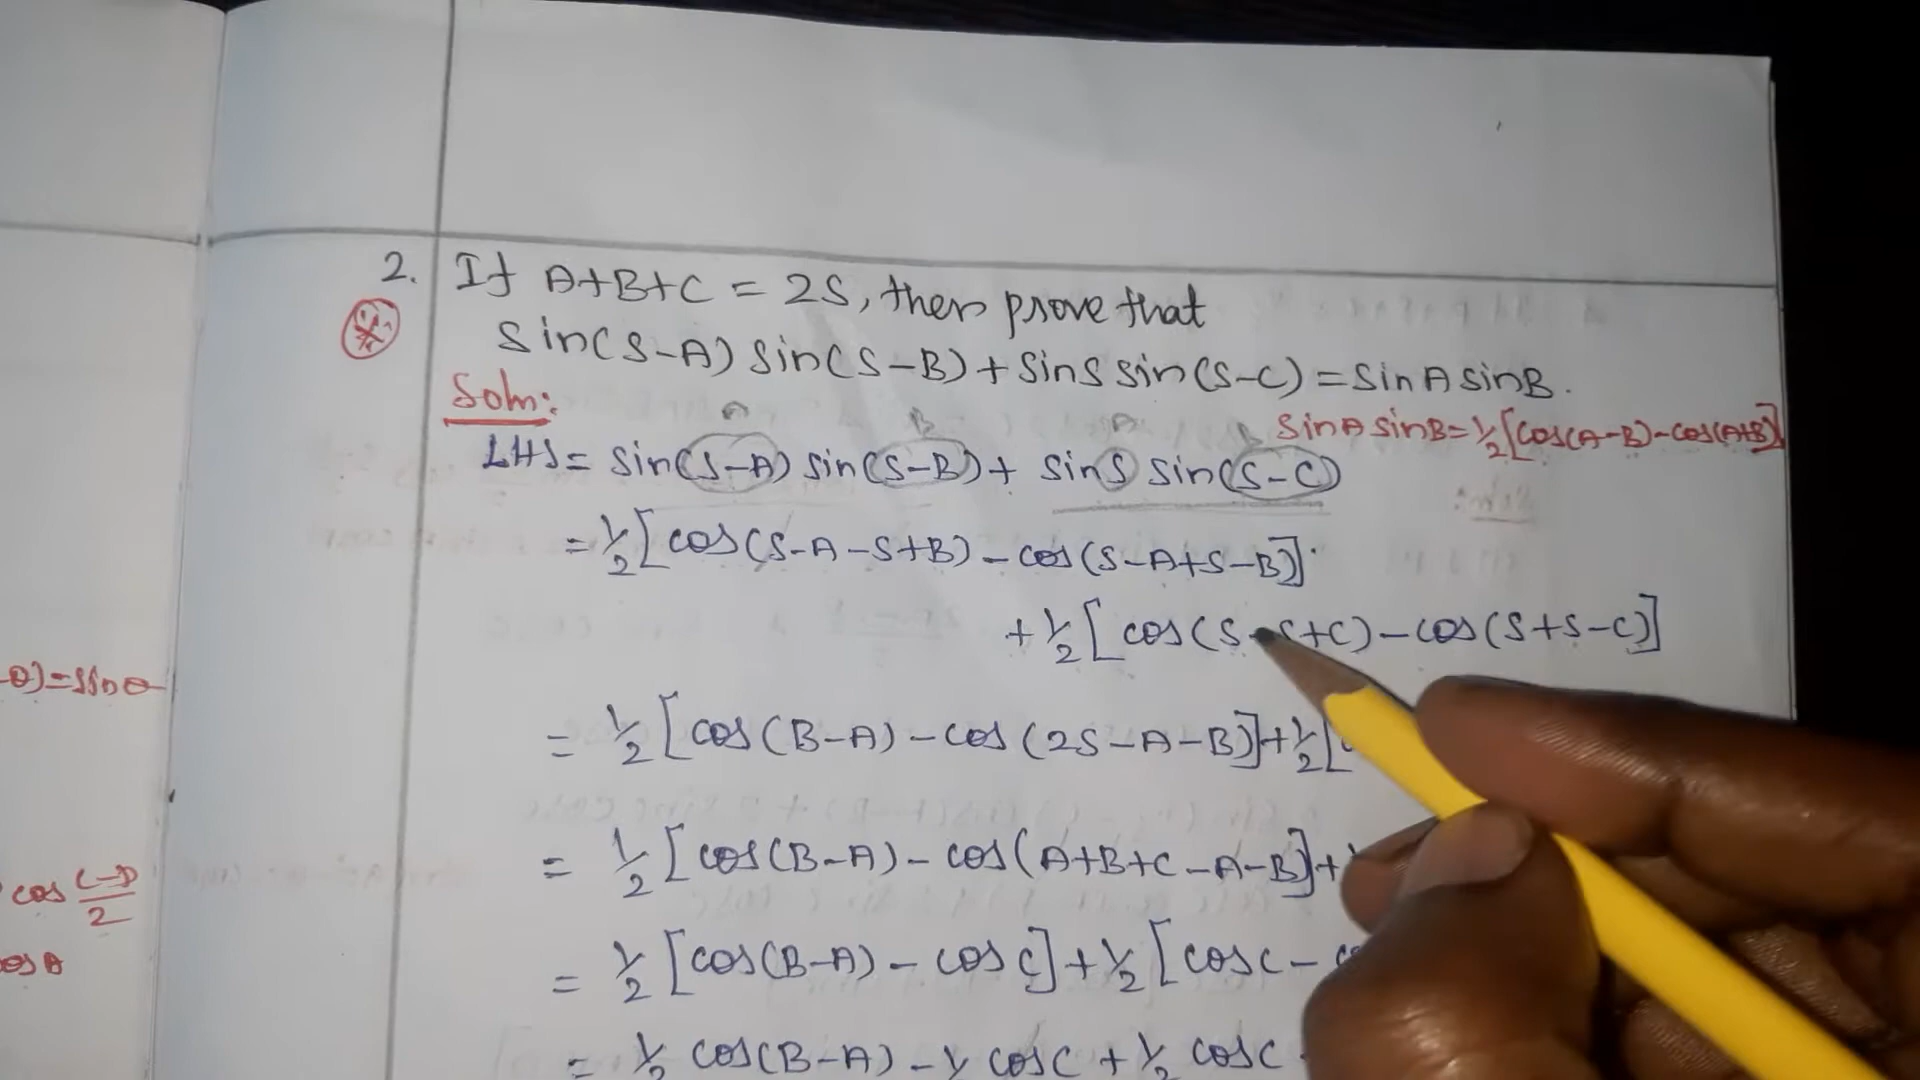 2. If A+B+C = 2S, then prove that
sin(S-A) sin(S-B) + sinS sin(S-C) = sinA sinB.
Soln:
sinA sinB = 1/2[cos(A-B) - cos(A+B)]
A B A B
LHS = sin(S-A) sin(S-B) + sinS sin(S-C)
= 1/2[cos(S-A-S+B) - cos(S-A+S-B)]
+ 1/2[cos(S-S+C) - cos(S+S-C)]
-θ) = sinθ
= 1/2[cos(B-A) - cos(2S-A-B)] + 1/2[
= 1/2[cos(B-A) - cos(A+B+C-A-B] +
cos C-D/2
= 1/2[cos(B-A) - cosC] + 1/2[cosC -
= 1/2 cos(B-A) - 1/2 cosC + 1/2 cosC